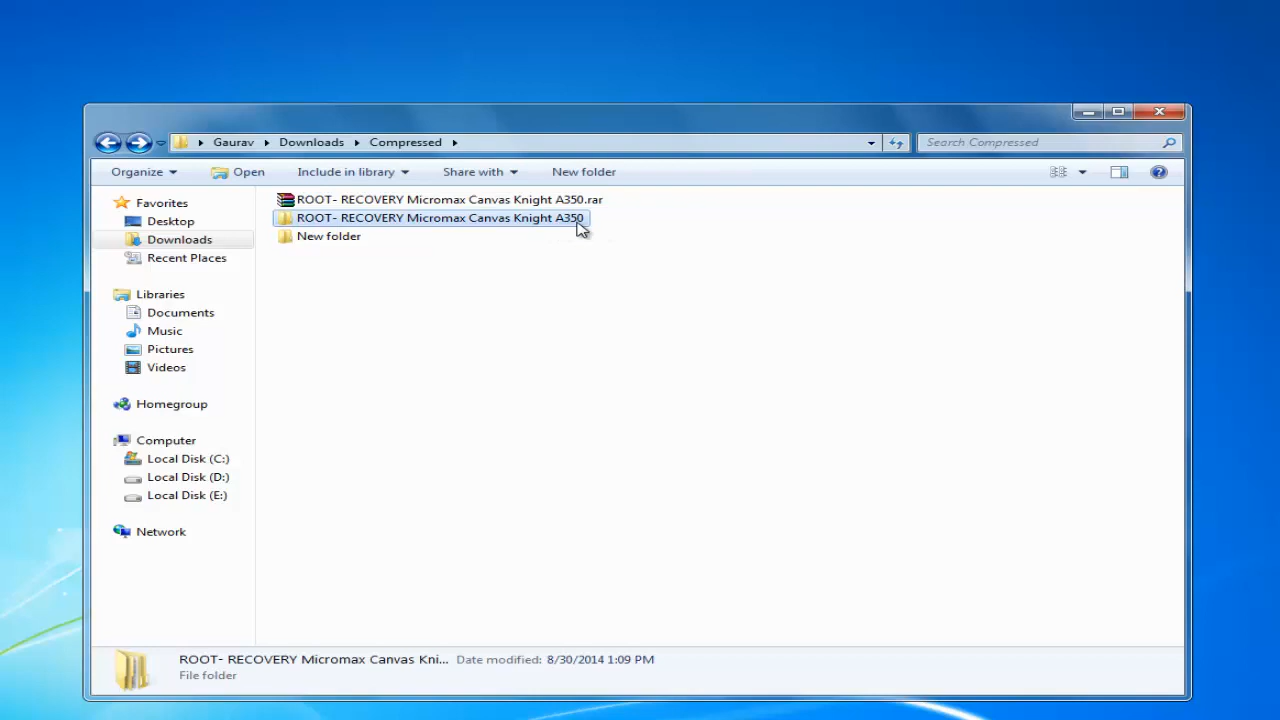 Gaurav Downloads Compressed
Search Compressed
Organize Open Include in library Share with New folder
Favorites
Desktop
Downloads
Recent Places
Libraries
Documents
Music
Pictures
Videos
Homegroup
Computer
Local Disk (C:)
Local Disk (D:)
Local Disk (E:)
Network
ROOT- RECOVERY Micromax Canvas Knight A350.rar
ROOT- RECOVERY Micromax Canvas Knight A350
New folder
ROOT- RECOVERY Micromax Canvas Kni... Date modified: 8/30/2014 1:09 PM
File folder